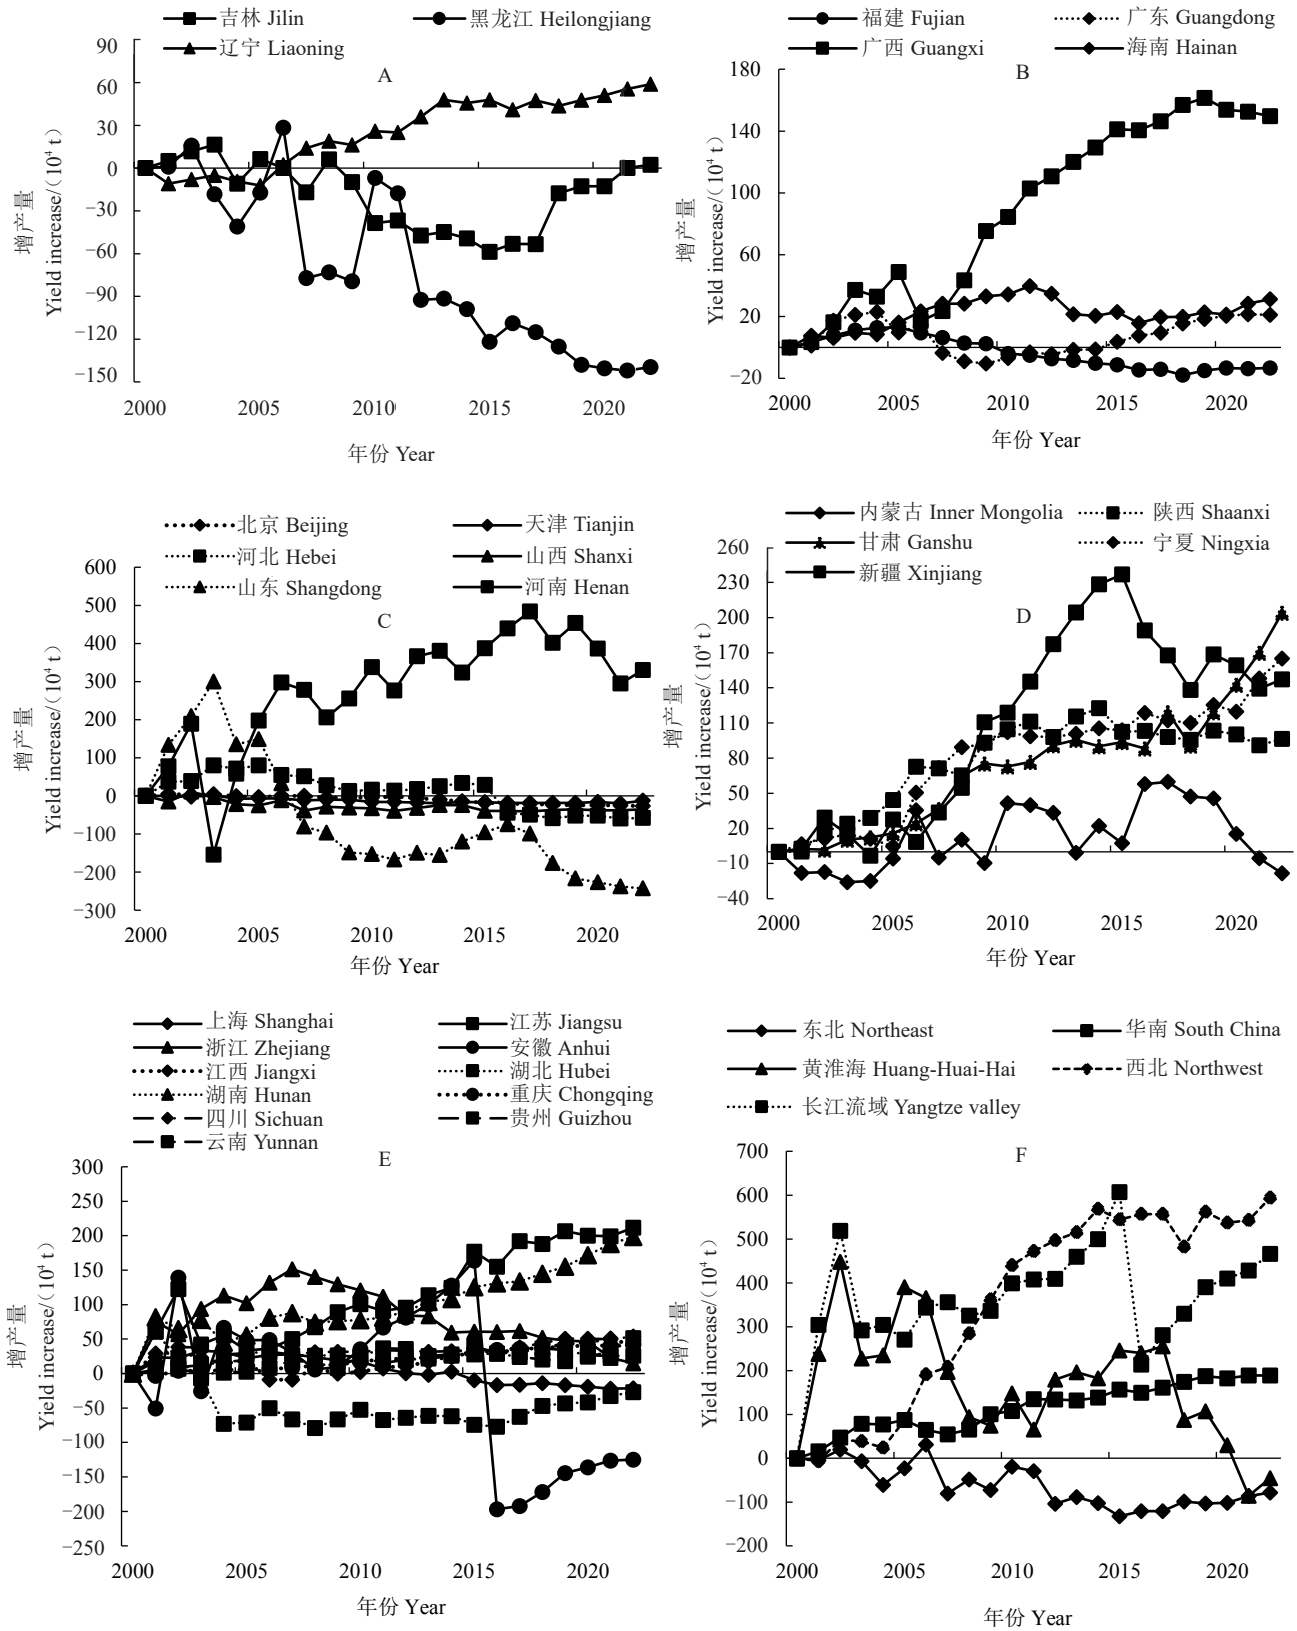 吉林 Jilin
黑龙江 Heilongjiang
辽宁 Liaoning
A
90
60
30
0
−30
−60
−90
−120
−150
增产量
Yield increase/（10⁴ t）
2000 2005 2010 2015 2020
年份 Year
福建 Fujian
广东 Guangdong
广西 Guangxi
海南 Hainan
B
180
140
100
60
20
−20
增产量
Yield increase/（10⁴ t）
2000 2005 2010 2015 2020
年份 Year
北京 Beijing
天津 Tianjin
河北 Hebei
山西 Shanxi
山东 Shangdong
河南 Henan
C
600
500
400
300
200
100
0
−100
−200
−300
增产量
Yield increase/（10⁴ t）
2000 2005 2010 2015 2020
年份 Year
内蒙古 Inner Mongolia
陕西 Shaanxi
甘肃 Ganshu
宁夏 Ningxia
新疆 Xinjiang
D
260
230
200
170
140
110
80
50
20
−10
−40
增产量
Yield increase/（10⁴ t）
2000 2005 2010 2015 2020
年份 Year
上海 Shanghai
江苏 Jiangsu
浙江 Zhejiang
安徽 Anhui
江西 Jiangxi
湖北 Hubei
湖南 Hunan
重庆 Chongqing
四川 Sichuan
贵州 Guizhou
云南 Yunnan
E
300
250
200
150
100
50
0
−50
−100
−150
−200
−250
增产量
Yield increase/（10⁴ t）
2000 2005 2010 2015 2020
年份 Year
东北 Northeast
华南 South China
黄淮海 Huang-Huai-Hai
西北 Northwest
长江流域 Yangtze valley
F
700
600
500
400
300
200
100
0
−100
−200
增产量
Yield increase/（10⁴ t）
2000 2005 2010 2015 2020
年份 Year